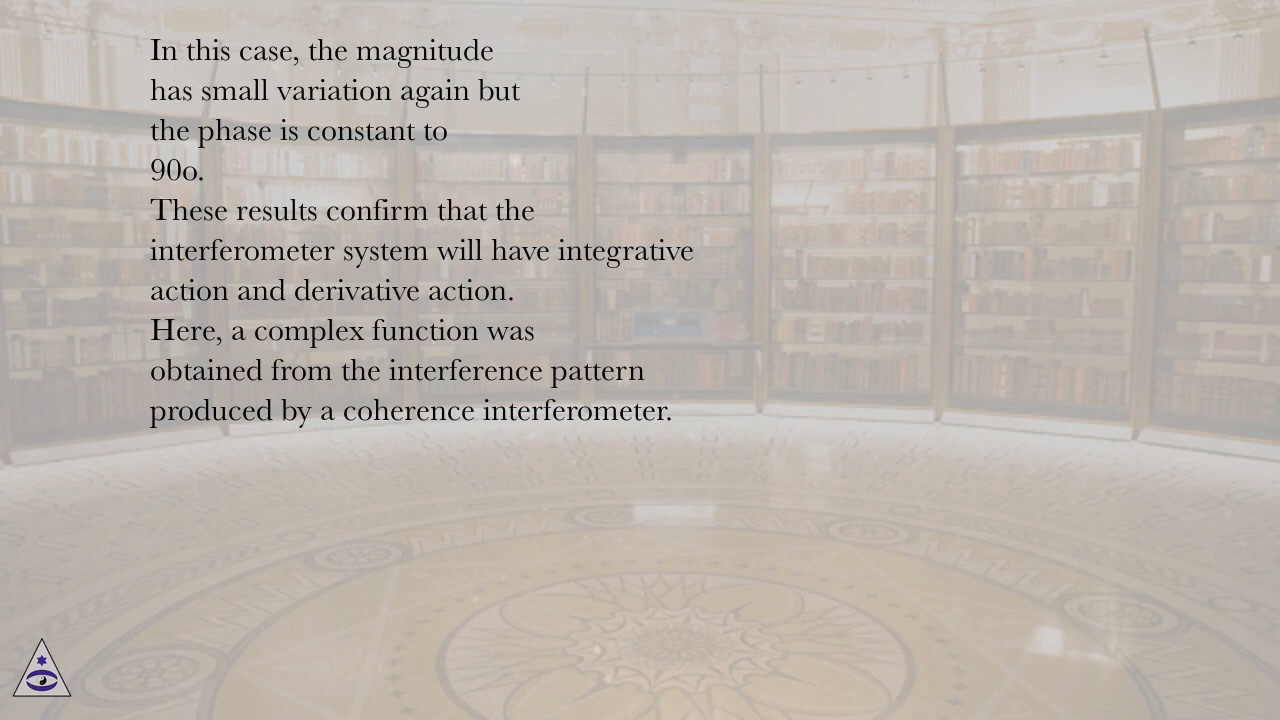 In this case, the magnitude
has small variation again but
the phase is constant to
90o.
These results confirm that the
interferometer system will have integrative
action and derivative action.
Here, a complex function was
obtained from the interference pattern
produced by a coherence interferometer.